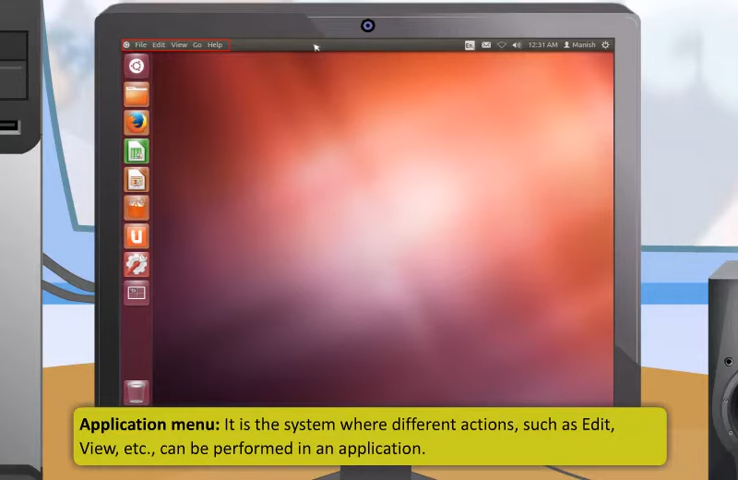 File Edit View Go Help En 12:31 AM Manish
Application menu: It is the system where different actions, such as Edit,
View, etc., can be performed in an application.